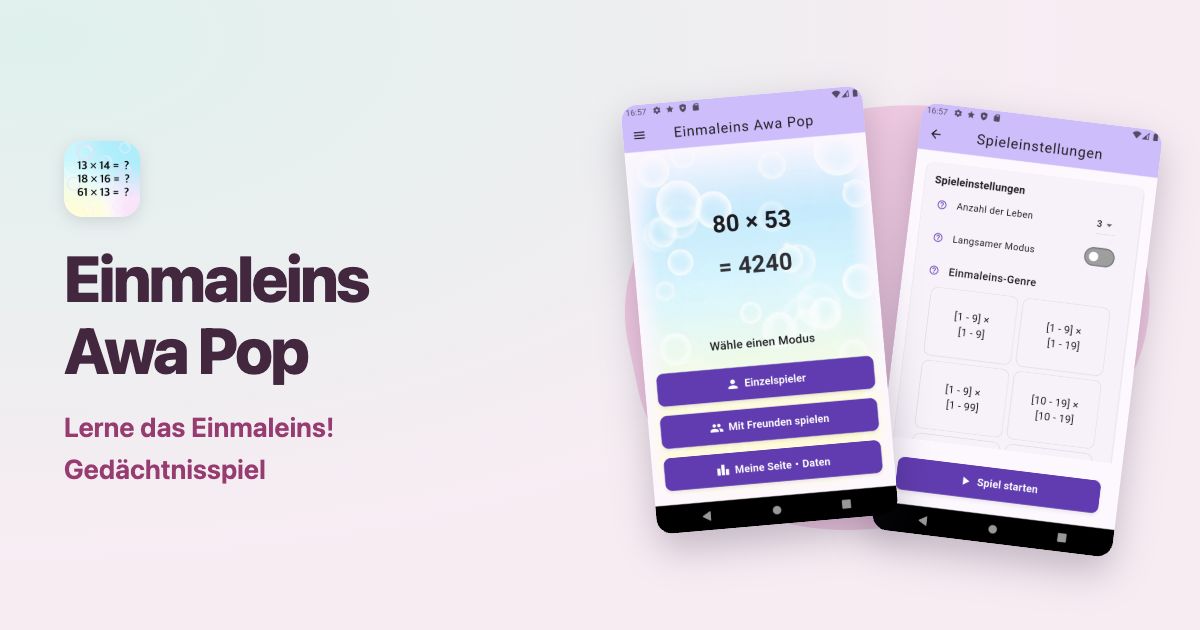 13 × 14 = ?
18 × 16 = ?
61 × 13 = ?
Einmaleins
Awa Pop
Lerne das Einmaleins!
Gedächtnisspiel
16:57
Einmaleins Awa Pop
80 × 53
= 4240
Wähle einen Modus
Einzelspieler
Mit Freunden spielen
Meine Seite・Daten
16:57
Spieleinstellungen
Spieleinstellungen
Anzahl der Leben
3
Langsamer Modus
Einmaleins-Genre
[1 - 9] ×
[1 - 9]
[1 - 9] ×
[1 - 19]
[1 - 9] ×
[1 - 99]
[10 - 19] ×
[10 - 19]
Spiel starten